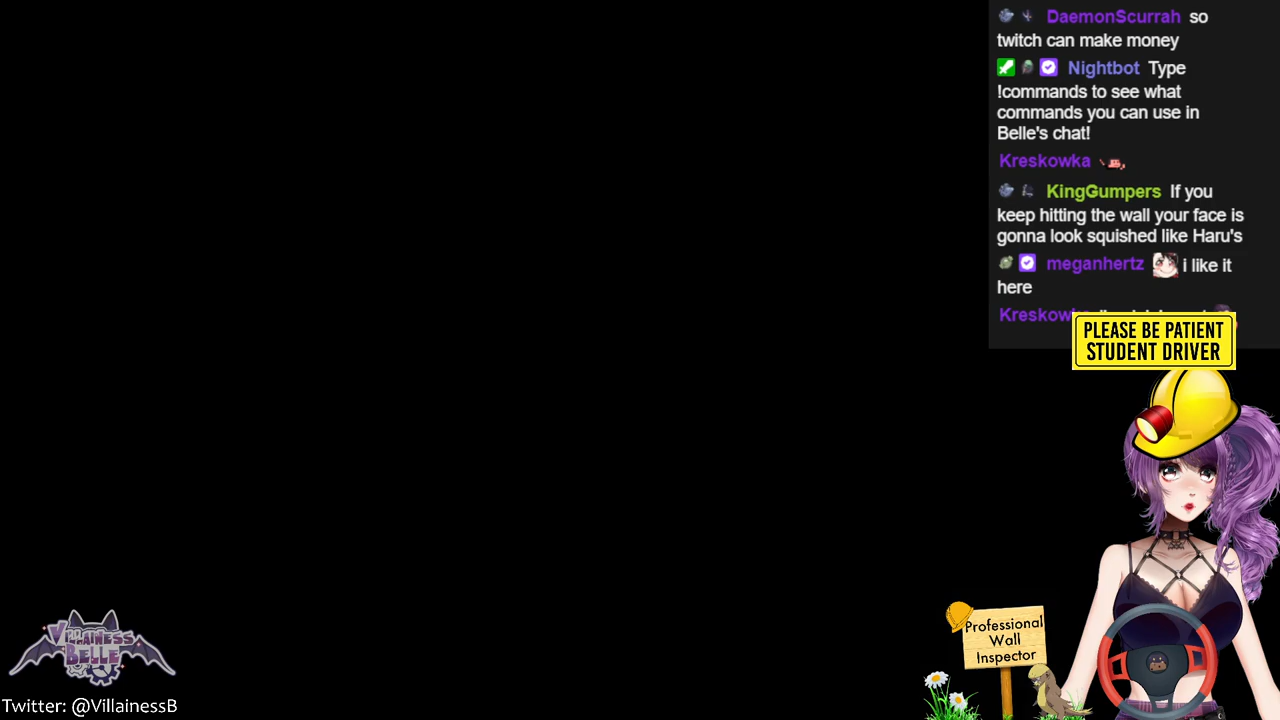 DaemonScurrah so
twitch can make money
Nightbot Type
!commands to see what
commands you can use in
Belle's chat!
Kreskowka
KingGumpers If you
keep hitting the wall your face is
gonna look squished like Haru's
meganhertz i like it
here
PLEASE BE PATIENT
STUDENT DRIVER
Professional
Wall
Inspector
VILLAINESS
BELLE
Twitter: @VillainessB